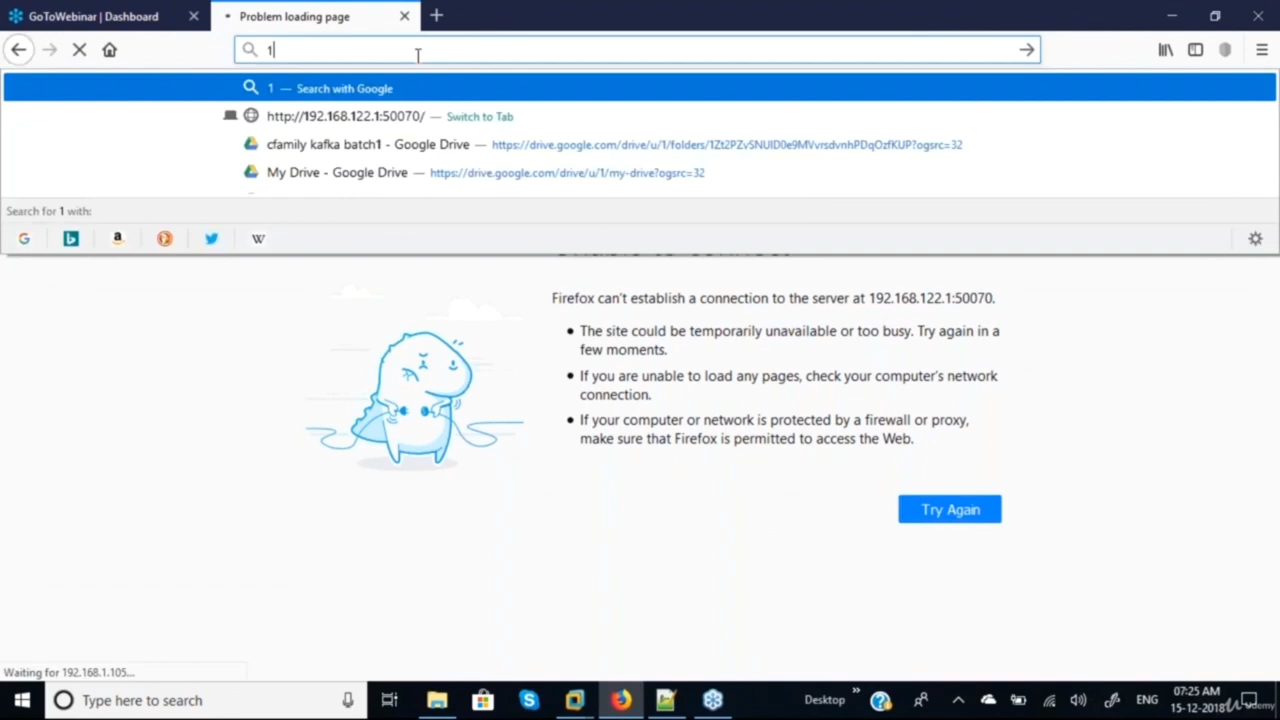 GoToWebinar | Dashboard
Problem loading page
1
1 — Search with Google
http://192.168.122.1:50070/ — Switch to Tab
cfamily kafka batch1 - Google Drive — https://drive.google.com/drive/u/1/folders/1Zt2PZvSNUID0e9MVvrsdvnhPDqOzfKUP?ogsrc=32
My Drive - Google Drive — https://drive.google.com/drive/u/1/my-drive?ogsrc=32
Search for 1 with:
Firefox can't establish a connection to the server at 192.168.122.1:50070.
The site could be temporarily unavailable or too busy. Try again in a
few moments.
If you are unable to load any pages, check your computer's network
connection.
If your computer or network is protected by a firewall or proxy,
make sure that Firefox is permitted to access the Web.
Try Again
Waiting for 192.168.1.105...
Type here to search
Desktop
ENG
07:25 AM
15-12-2018
Udemy